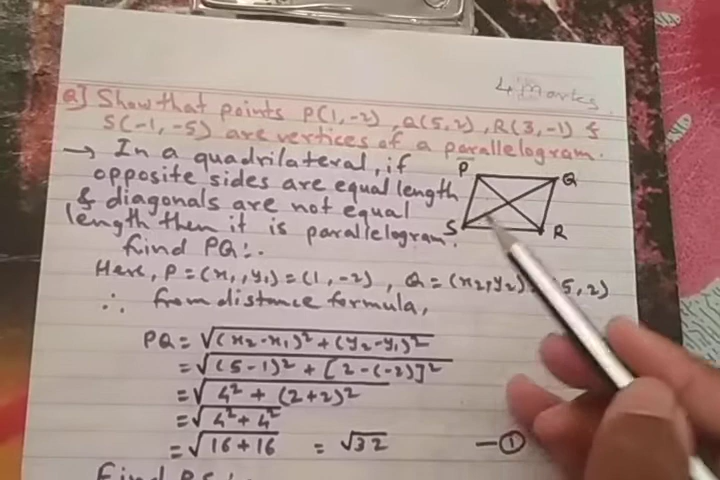 4 marks
Q] Show that points P(1,-2), Q(5,2), R(3,-1) &
S(-1,-5) are vertices of a parallelogram.
→ In a quadrilateral, if
opposite sides are equal length
& diagonals are not equal
length then it is parallelogram.
P
Q
S
R
find PQ:.
Here, P = (x₁, y₁) = (1, -2), Q = (x₂, y₂) 5, 2)
∴ from distance formula,
PQ = √(x₂-x₁)² + (y₂-y₁)²
= √(5-1)² + [2-(-2)]²
= √4² + (2+2)²
= √4² + 4²
= √16 + 16 = √32 —①
find